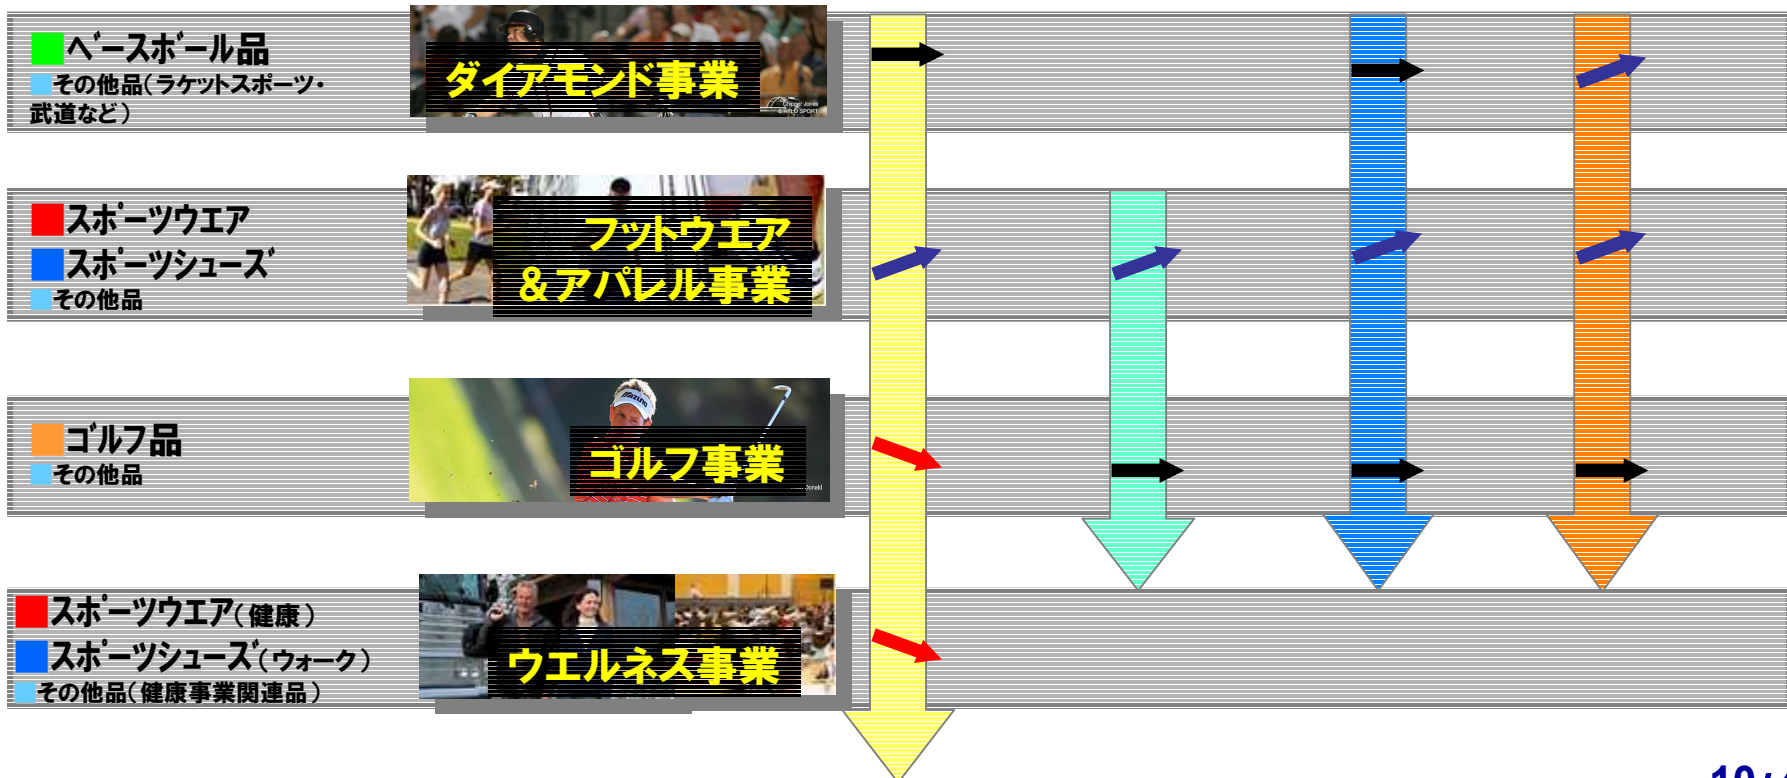 ■ベースボール品
■その他品(ラケットスポーツ・
武道など)
ダイアモンド事業
Chipper Jones
© AFLO SPORT
■スポーツウエア
■スポーツシューズ
■その他品
フットウエア
&アパレル事業
■ゴルフ品
■その他品
MIZUNO
ゴルフ事業
Donald
■スポーツウエア(健康)
■スポーツシューズ(ウォーク)
■その他品(健康事業関連品)
ウエルネス事業